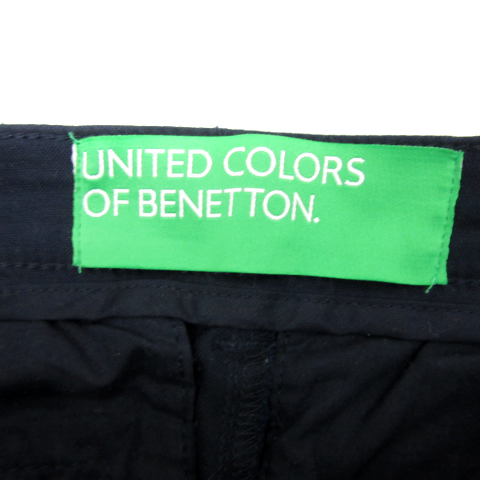 UNITED COLORS
OF BENETTON.